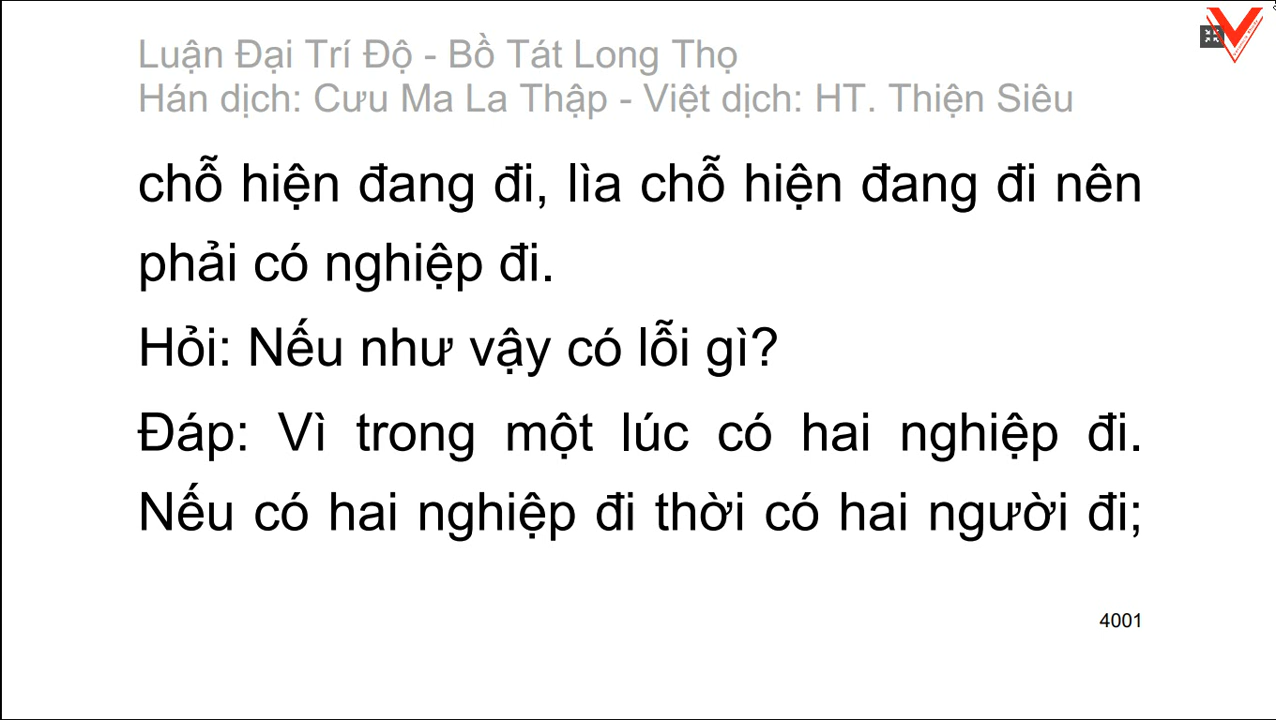 Luận Đại Trí Độ - Bồ Tát Long Thọ
Hán dịch: Cưu Ma La Thập - Việt dịch: HT. Thiện Siêu
chỗ hiện đang đi, lìa chỗ hiện đang đi nên
phải có nghiệp đi.
Hỏi: Nếu như vậy có lỗi gì?
Đáp: Vì trong một lúc có hai nghiệp đi.
Nếu có hai nghiệp đi thời có hai người đi;
4001